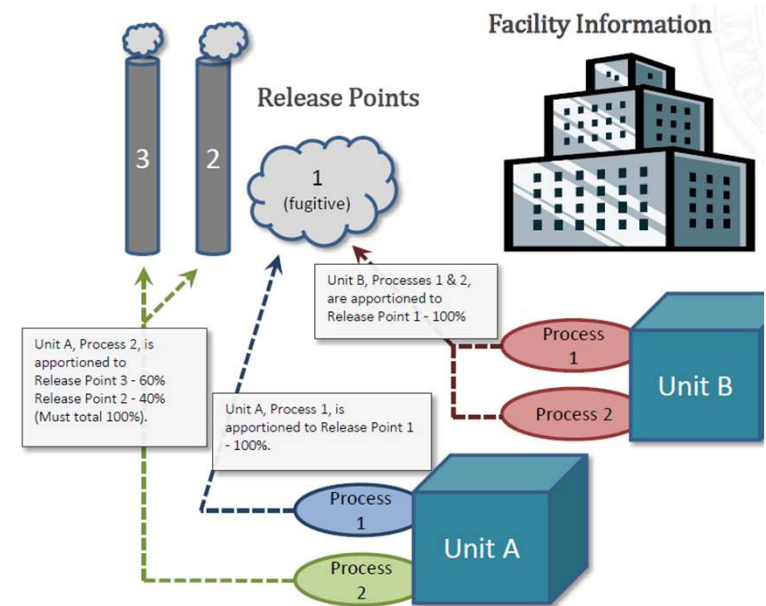 Facility Information
Release Points
3
2
1
(fugitive)
Unit B, Processes 1 & 2,
are apportioned to
Release Point 1 - 100%
Unit A, Process 2, is
apportioned to
Release Point 3 - 60%
Release Point 2 - 40%
(Must total 100%).
Unit A, Process 1, is
apportioned to Release Point 1
- 100%.
Process
1
Process 2
Unit B
Process
1
Process
2
Unit A